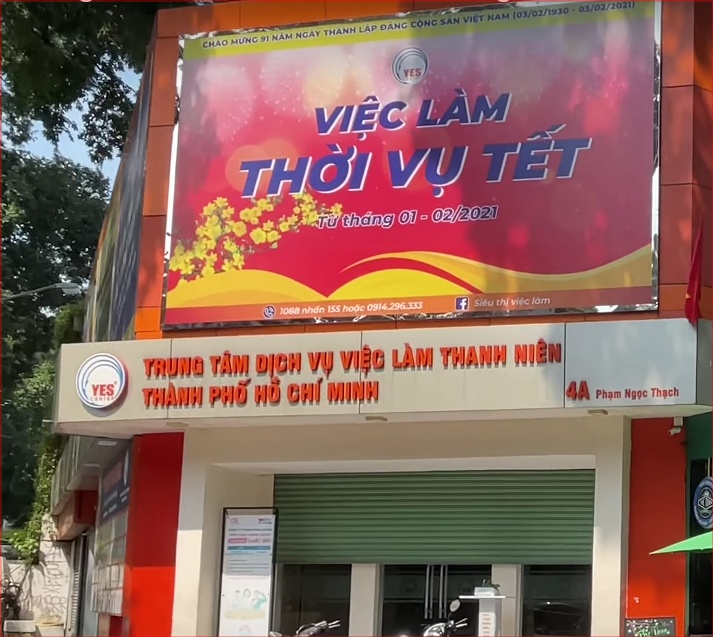 CHÀO MỪNG 91 NĂM NGÀY THÀNH LẬP ĐẢNG CỘNG SẢN VIỆT NAM (03/02/1930 - 03/02/2021)
YES
VIỆC LÀM
THỜI VỤ TẾT
Từ tháng 01 - 02/2021
1088 nhấn 155 hoặc 0914.296.333
Siêu thị việc làm
YES
CENTER
TRUNG TÂM DỊCH VỤ VIỆC LÀM THANH NIÊN
THÀNH PHỐ HỒ CHÍ MINH
4A Phạm Ngọc Thạch